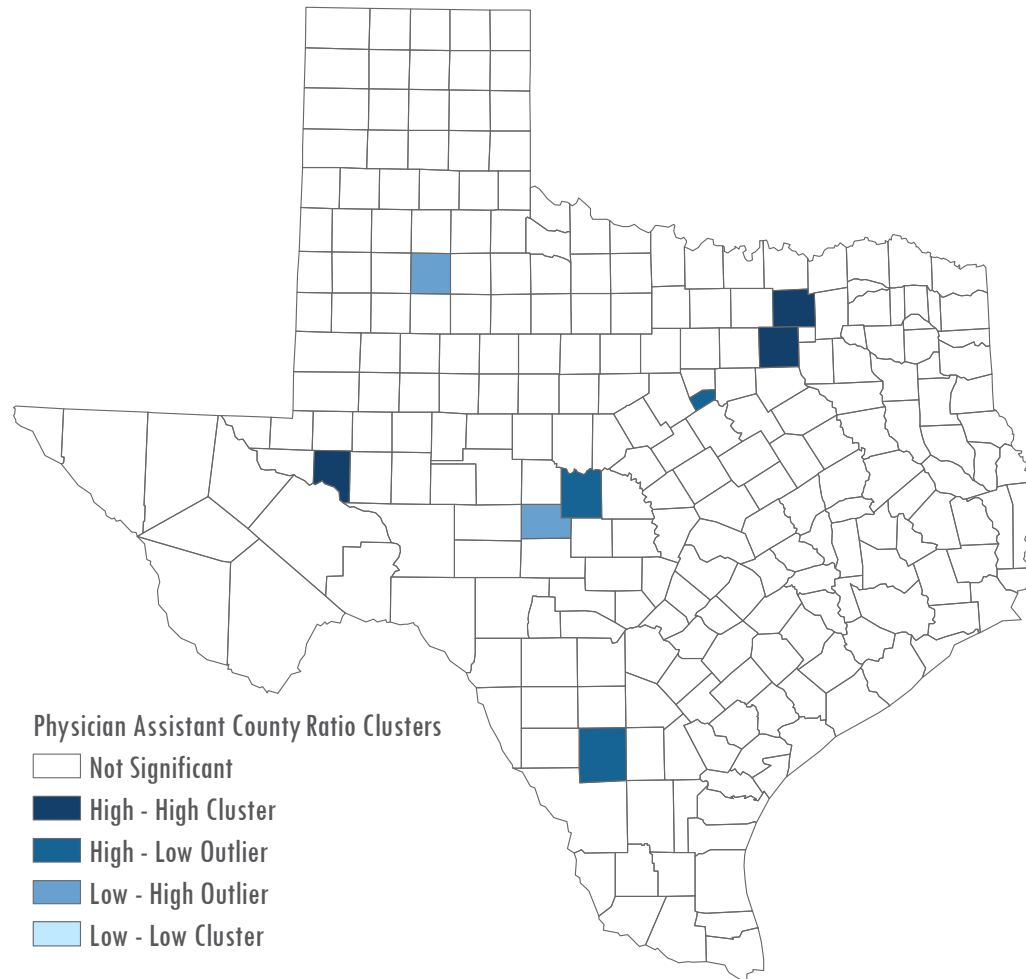 Physician Assistant County Ratio Clusters
Not Significant
High - High Cluster
High - Low Outlier
Low - High Outlier
Low - Low Cluster